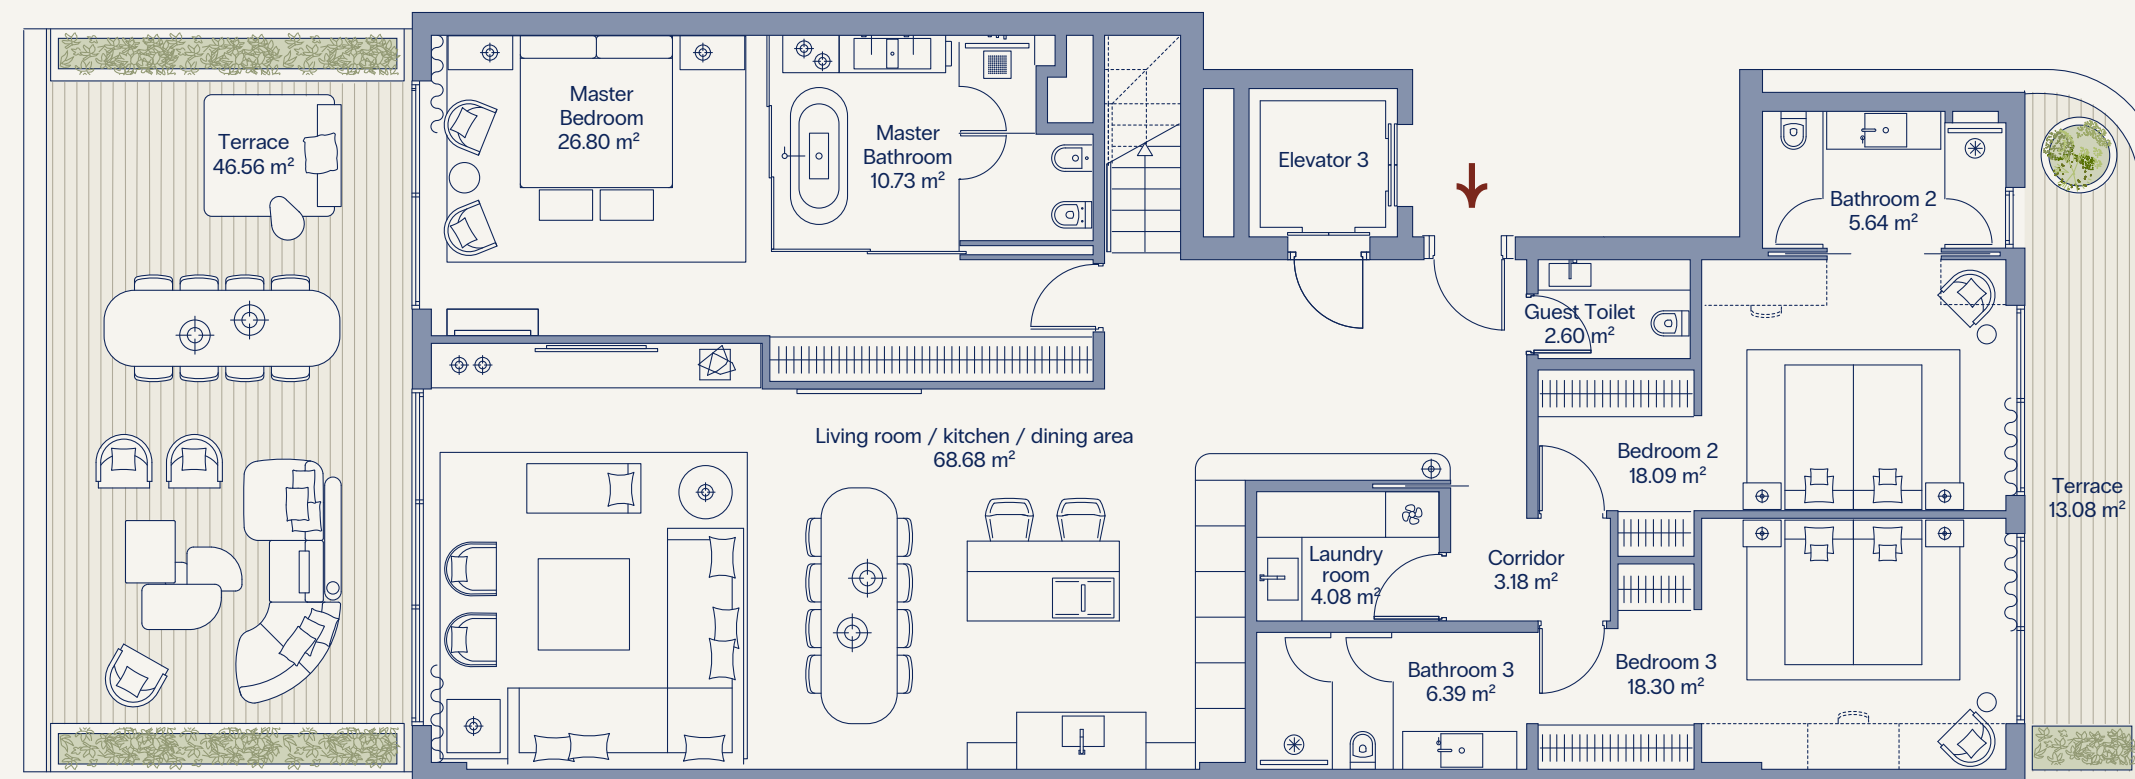 Master
Bedroom
26.80 m²
Terrace
46.56 m²
Master
Bathroom
10.73 m²
Elevator 3
Bathroom 2
5.64 m²
Guest Toilet
2.60 m²
Living room / kitchen / dining area
68.68 m²
Bedroom 2
18.09 m²
Terrace
13.08 m²
Laundry
room
4.08 m²
Corridor
3.18 m²
Bathroom 3
6.39 m²
Bedroom 3
18.30 m²